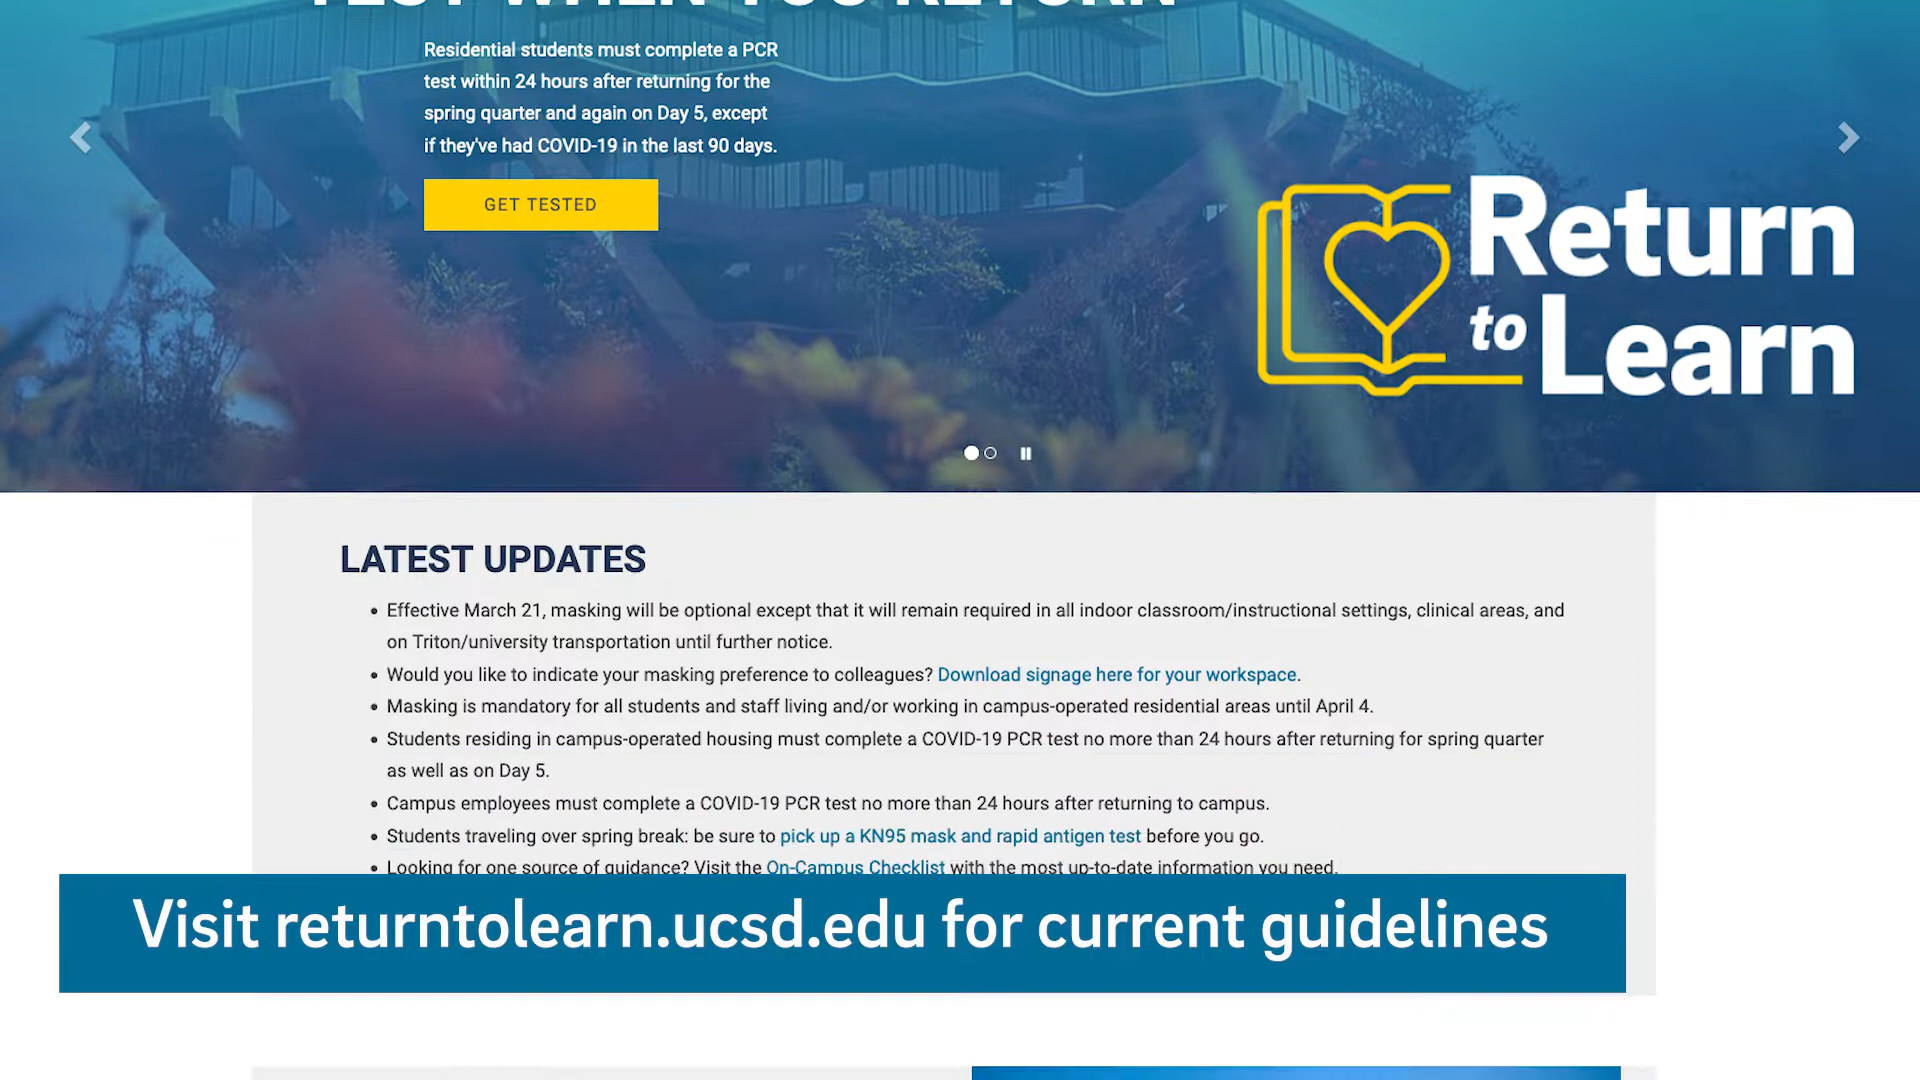 TEST WHEN YOU RETURN
Residential students must complete a PCR
test within 24 hours after returning for the
spring quarter and again on Day 5, except
if they've had COVID-19 in the last 90 days.
GET TESTED
Return
to Learn
LATEST UPDATES
• Effective March 21, masking will be optional except that it will remain required in all indoor classroom/instructional settings, clinical areas, and
on Triton/university transportation until further notice.
• Would you like to indicate your masking preference to colleagues? Download signage here for your workspace.
• Masking is mandatory for all students and staff living and/or working in campus-operated residential areas until April 4.
• Students residing in campus-operated housing must complete a COVID-19 PCR test no more than 24 hours after returning for spring quarter
as well as on Day 5.
• Campus employees must complete a COVID-19 PCR test no more than 24 hours after returning to campus.
• Students traveling over spring break: be sure to pick up a KN95 mask and rapid antigen test before you go.
• Looking for one source of guidance? Visit the On-Campus Checklist with the most up-to-date information you need.
Visit returntolearn.ucsd.edu for current guidelines